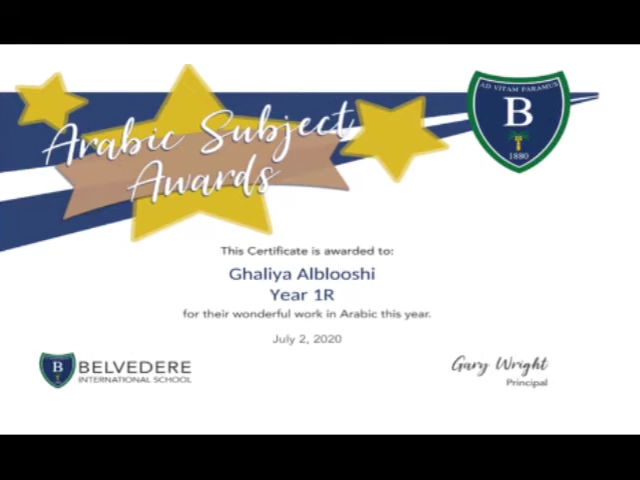 Arabic Subject
Awards
AD VITAM PARAMUS
B
1880
This Certificate is awarded to:
Ghaliya Alblooshi
Year 1R
for their wonderful work in Arabic this year.
July 2, 2020
B
BELVEDERE
INTERNATIONAL SCHOOL
Gary Wright
Principal